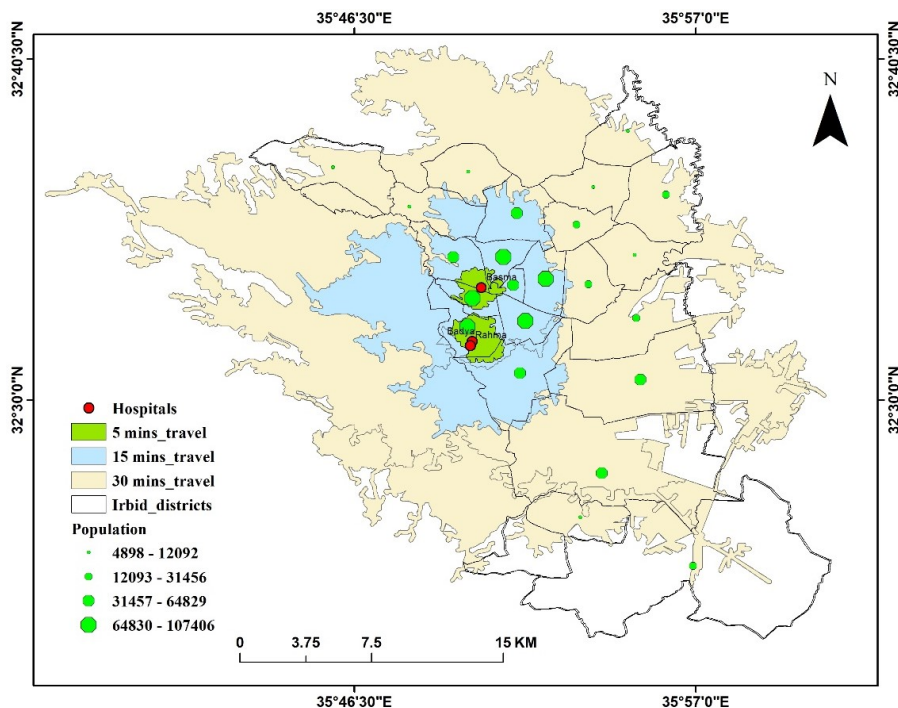 35°46'30"E
35°57'0"E
32°40'30"N
32°40'30"N
N
Basma
Badya
Rahma
32°30'0"N
32°30'0"N
Hospitals
5 mins_travel
15 mins_travel
30 mins_travel
Irbid_districts
Population
4898 - 12092
12093 - 31456
31457 - 64829
64830 - 107406
0 3.75 7.5 15 KM
35°46'30"E
35°57'0"E